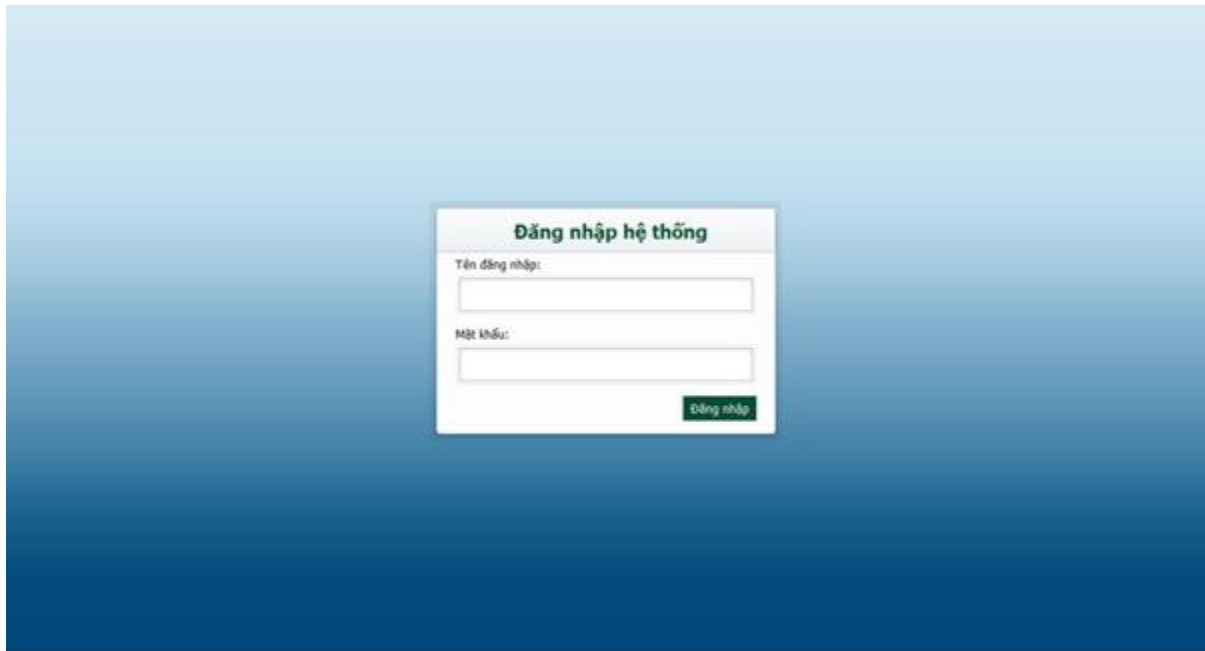 Đăng nhập hệ thống
Tên đăng nhập:
Mật khẩu:
Đăng nhập